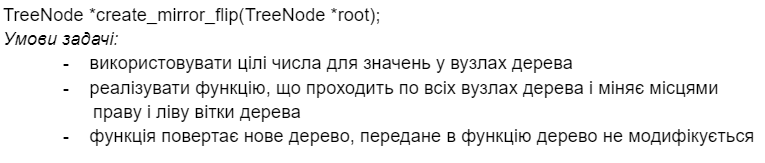 TreeNode *create_mirror_flip(TreeNode *root);
Умови задачі:
- використовувати цілі числа для значень у вузлах дерева
- реалізувати функцію, що проходить по всіх вузлах дерева і міняє місцями
праву і ліву вітки дерева
- функція повертає нове дерево, передане в функцію дерево не модифікується